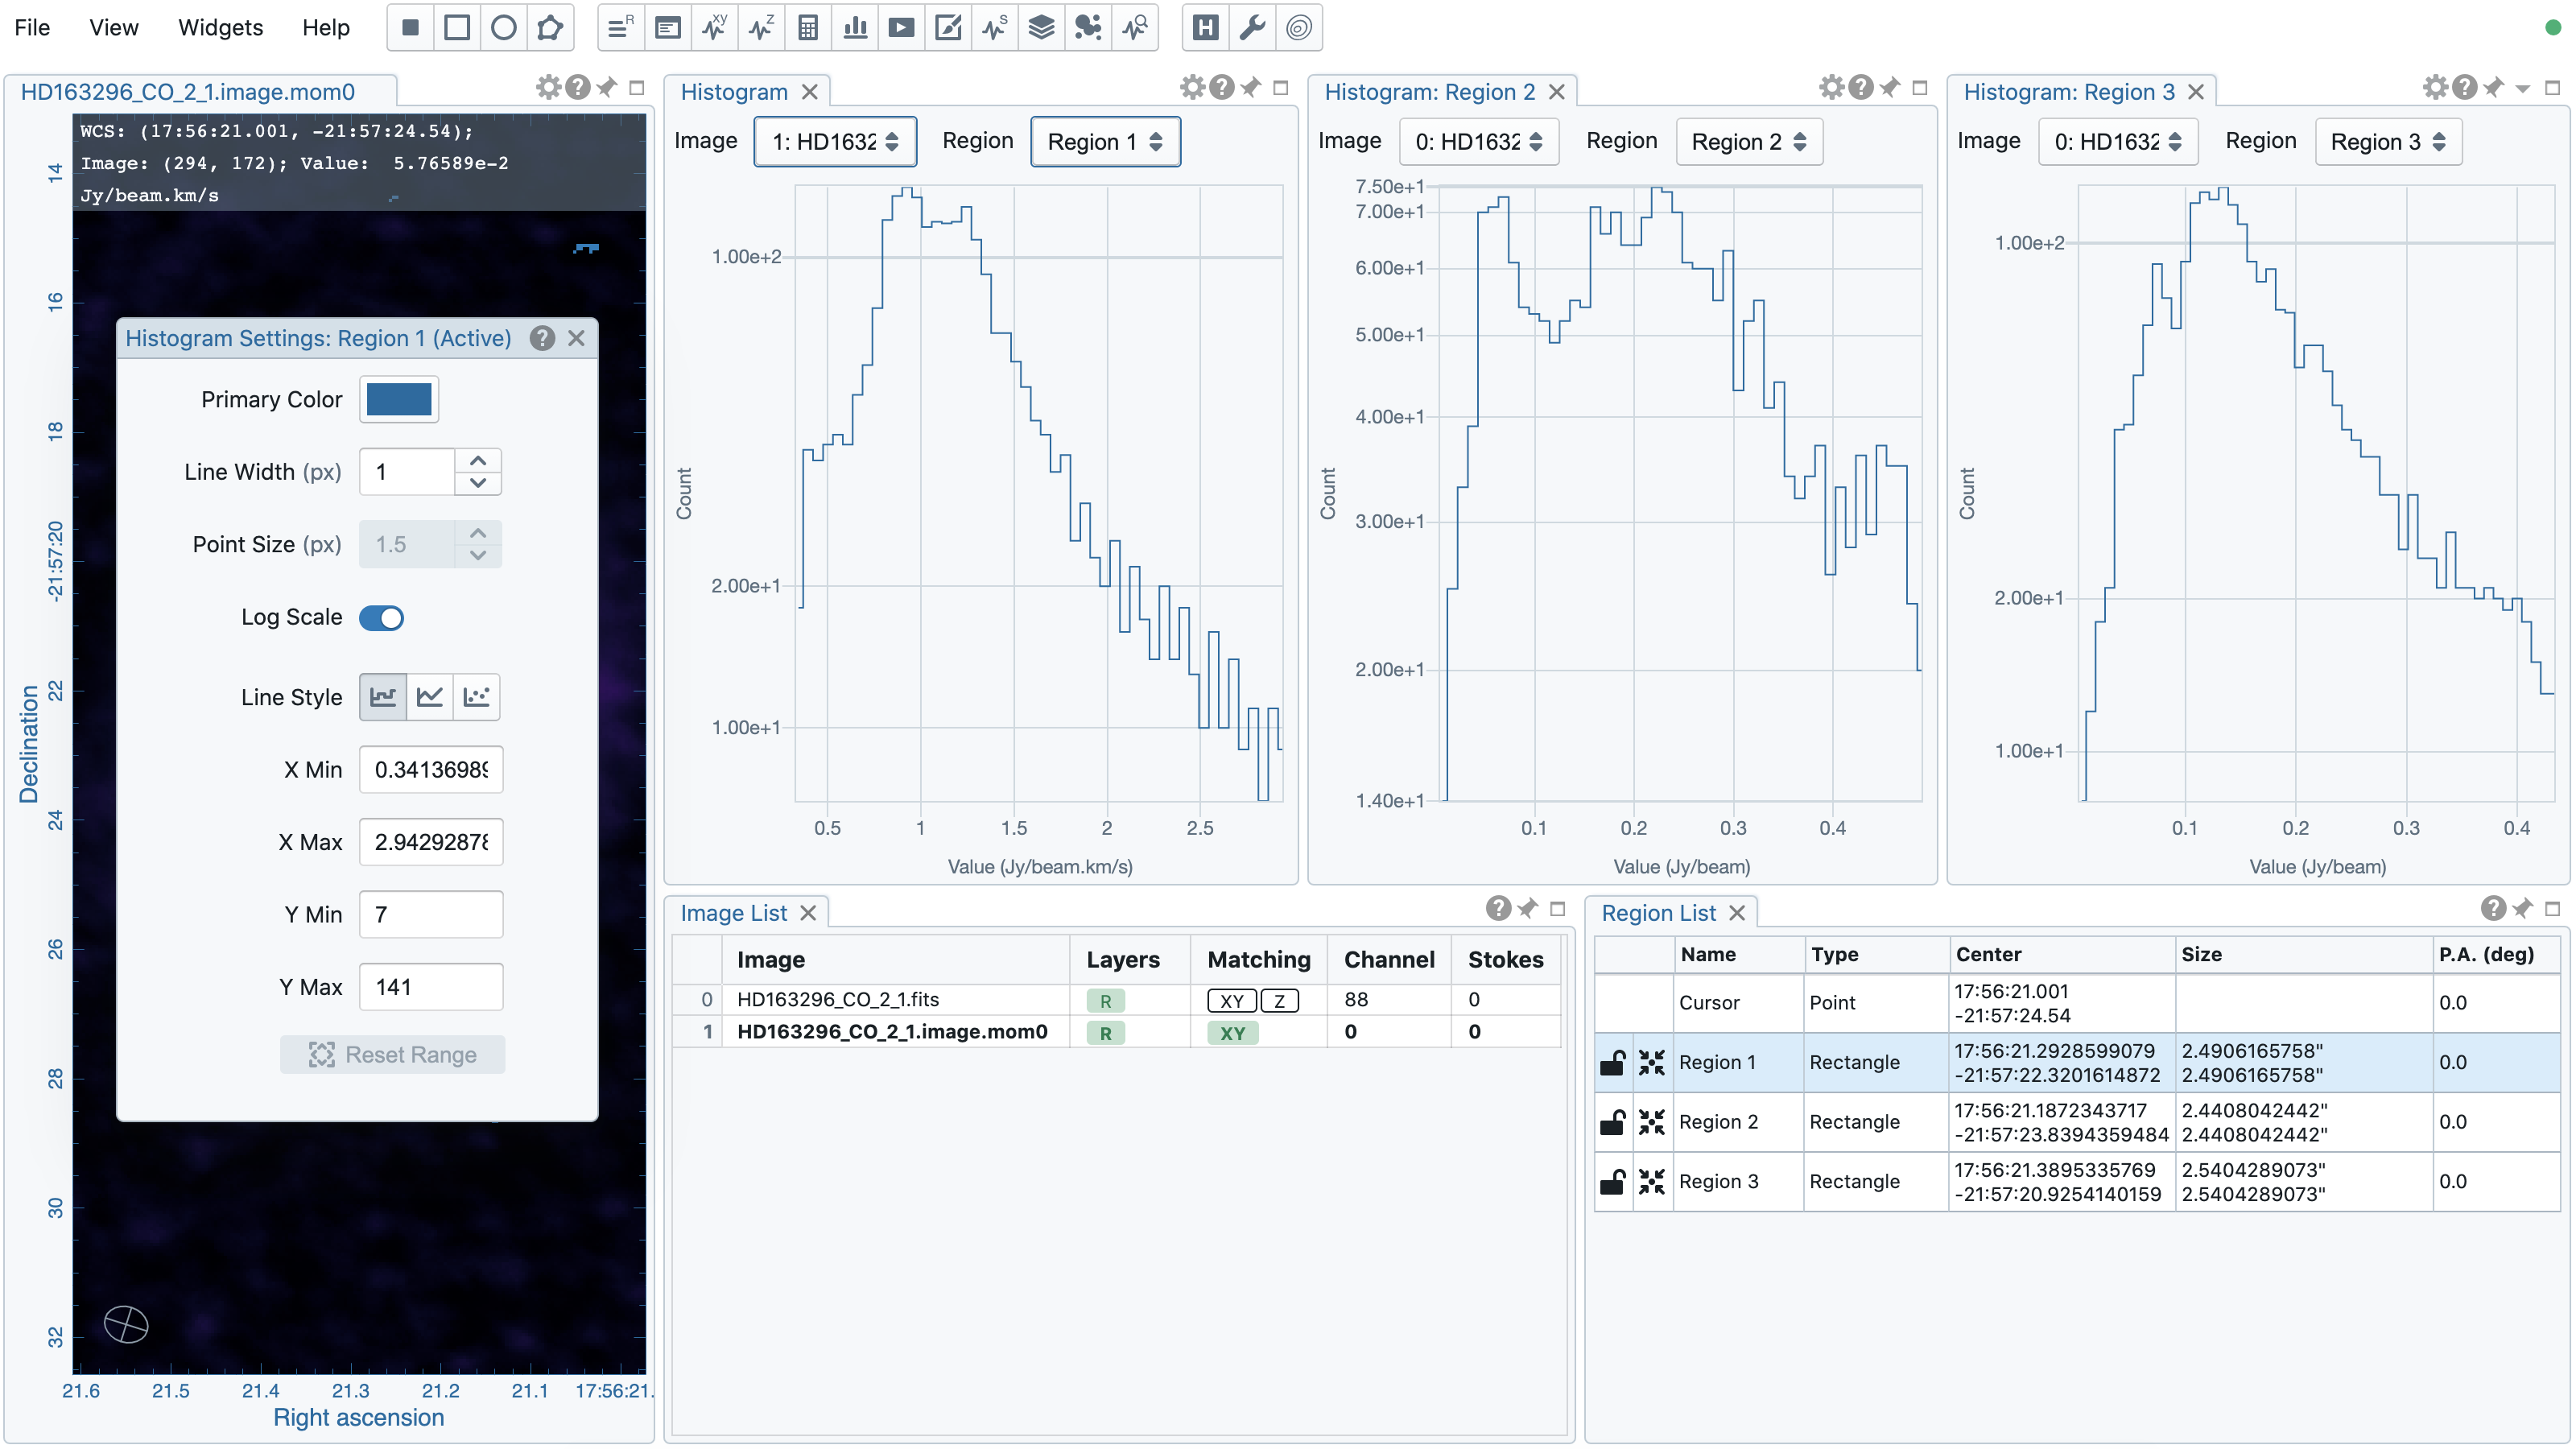 File View Widgets Help
HD163296_CO_2_1.image.mom0
WCS: (17:56:21.001, -21:57:24.54);
Image: (294, 172); Value: 5.76589e-2
Jy/beam.km/s
14
16
18
-21:57:20
22
24
26
28
30
32
Declination
21.6 21.5 21.4 21.3 21.2 21.1 17:56:21.
Right ascension
Histogram Settings: Region 1 (Active)
Primary Color
Line Width (px) 1
Point Size (px) 1.5
Log Scale
Line Style
X Min 0.34136989
X Max 2.94292878
Y Min 7
Y Max 141
Reset Range
Histogram
Image 1: HD1632 Region Region 1
1.00e+2
2.00e+1
1.00e+1
Count
0.5 1 1.5 2 2.5
Value (Jy/beam.km/s)
Histogram: Region 2
Image 0: HD1632 Region Region 2
7.50e+1
7.00e+1
6.00e+1
5.00e+1
4.00e+1
3.00e+1
2.00e+1
1.40e+1
Count
0.1 0.2 0.3 0.4
Value (Jy/beam)
Histogram: Region 3
Image 0: HD1632 Region Region 3
1.00e+2
2.00e+1
1.00e+1
Count
0.1 0.2 0.3 0.4
Value (Jy/beam)
Image List
Image Layers Matching Channel Stokes
0 HD163296_CO_2_1.fits R XY Z 88 0
1 HD163296_CO_2_1.image.mom0 R XY 0 0
Region List
Name Type Center Size P.A. (deg)
Cursor Point 17:56:21.001 0.0
-21:57:24.54
Region 1 Rectangle 17:56:21.2928599079 2.4906165758" 0.0
-21:57:22.3201614872 2.4906165758"
Region 2 Rectangle 17:56:21.1872343717 2.4408042442" 0.0
-21:57:23.8394359484 2.4408042442"
Region 3 Rectangle 17:56:21.3895335769 2.5404289073" 0.0
-21:57:20.9254140159 2.5404289073"